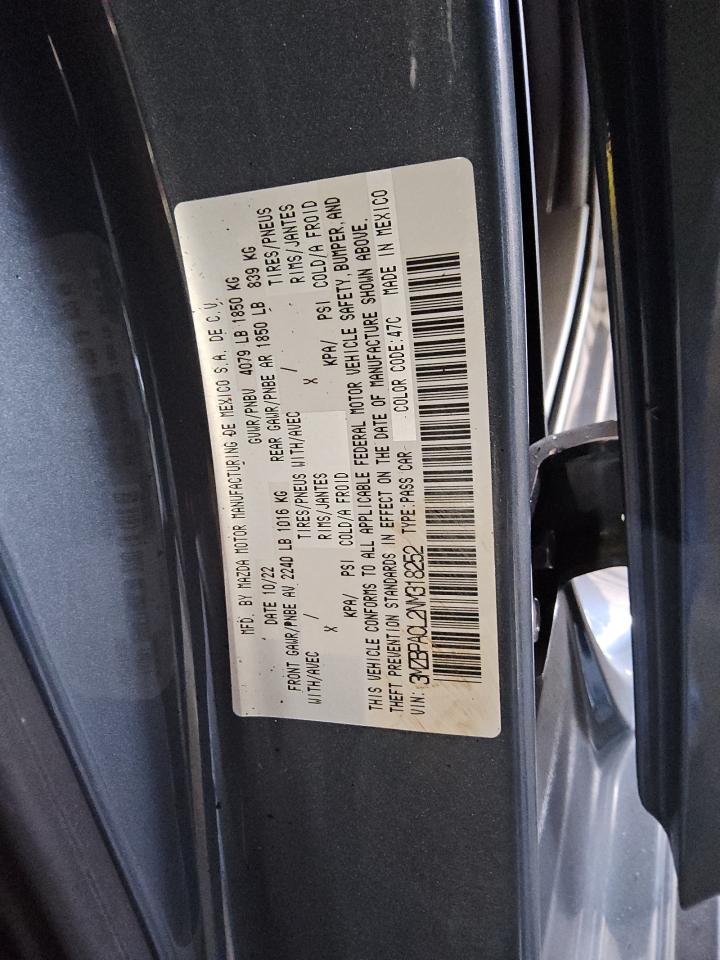 MFD. BY MAZDA MOTOR MANUFACTURING DE MEXICO S.A. DE C.V.
DATE 10/22 GVWR/PNBV 4079 LB 1850 KG
FRONT GAWR/PNBE AV 2240 LB 1016 KG REAR GAWR/PNBE AR 1850 LB 839 KG
WITH/AVEC / TIRES/PNEUS WITH/AVEC / TIRES/PNEUS
X RIMS/JANTES X RIMS/JANTES
KPA/ PSI COLD/A FROID KPA/ PSI COLD/A FROID
THIS VEHICLE CONFORMS TO ALL APPLICABLE FEDERAL MOTOR VEHICLE SAFETY, BUMPER, AND
THEFT PREVENTION STANDARDS IN EFFECT ON THE DATE OF MANUFACTURE SHOWN ABOVE.
VIN: 3MZBPACL2NM318252 TYPE:PASS CAR COLOR CODE:47C MADE IN MEXICO